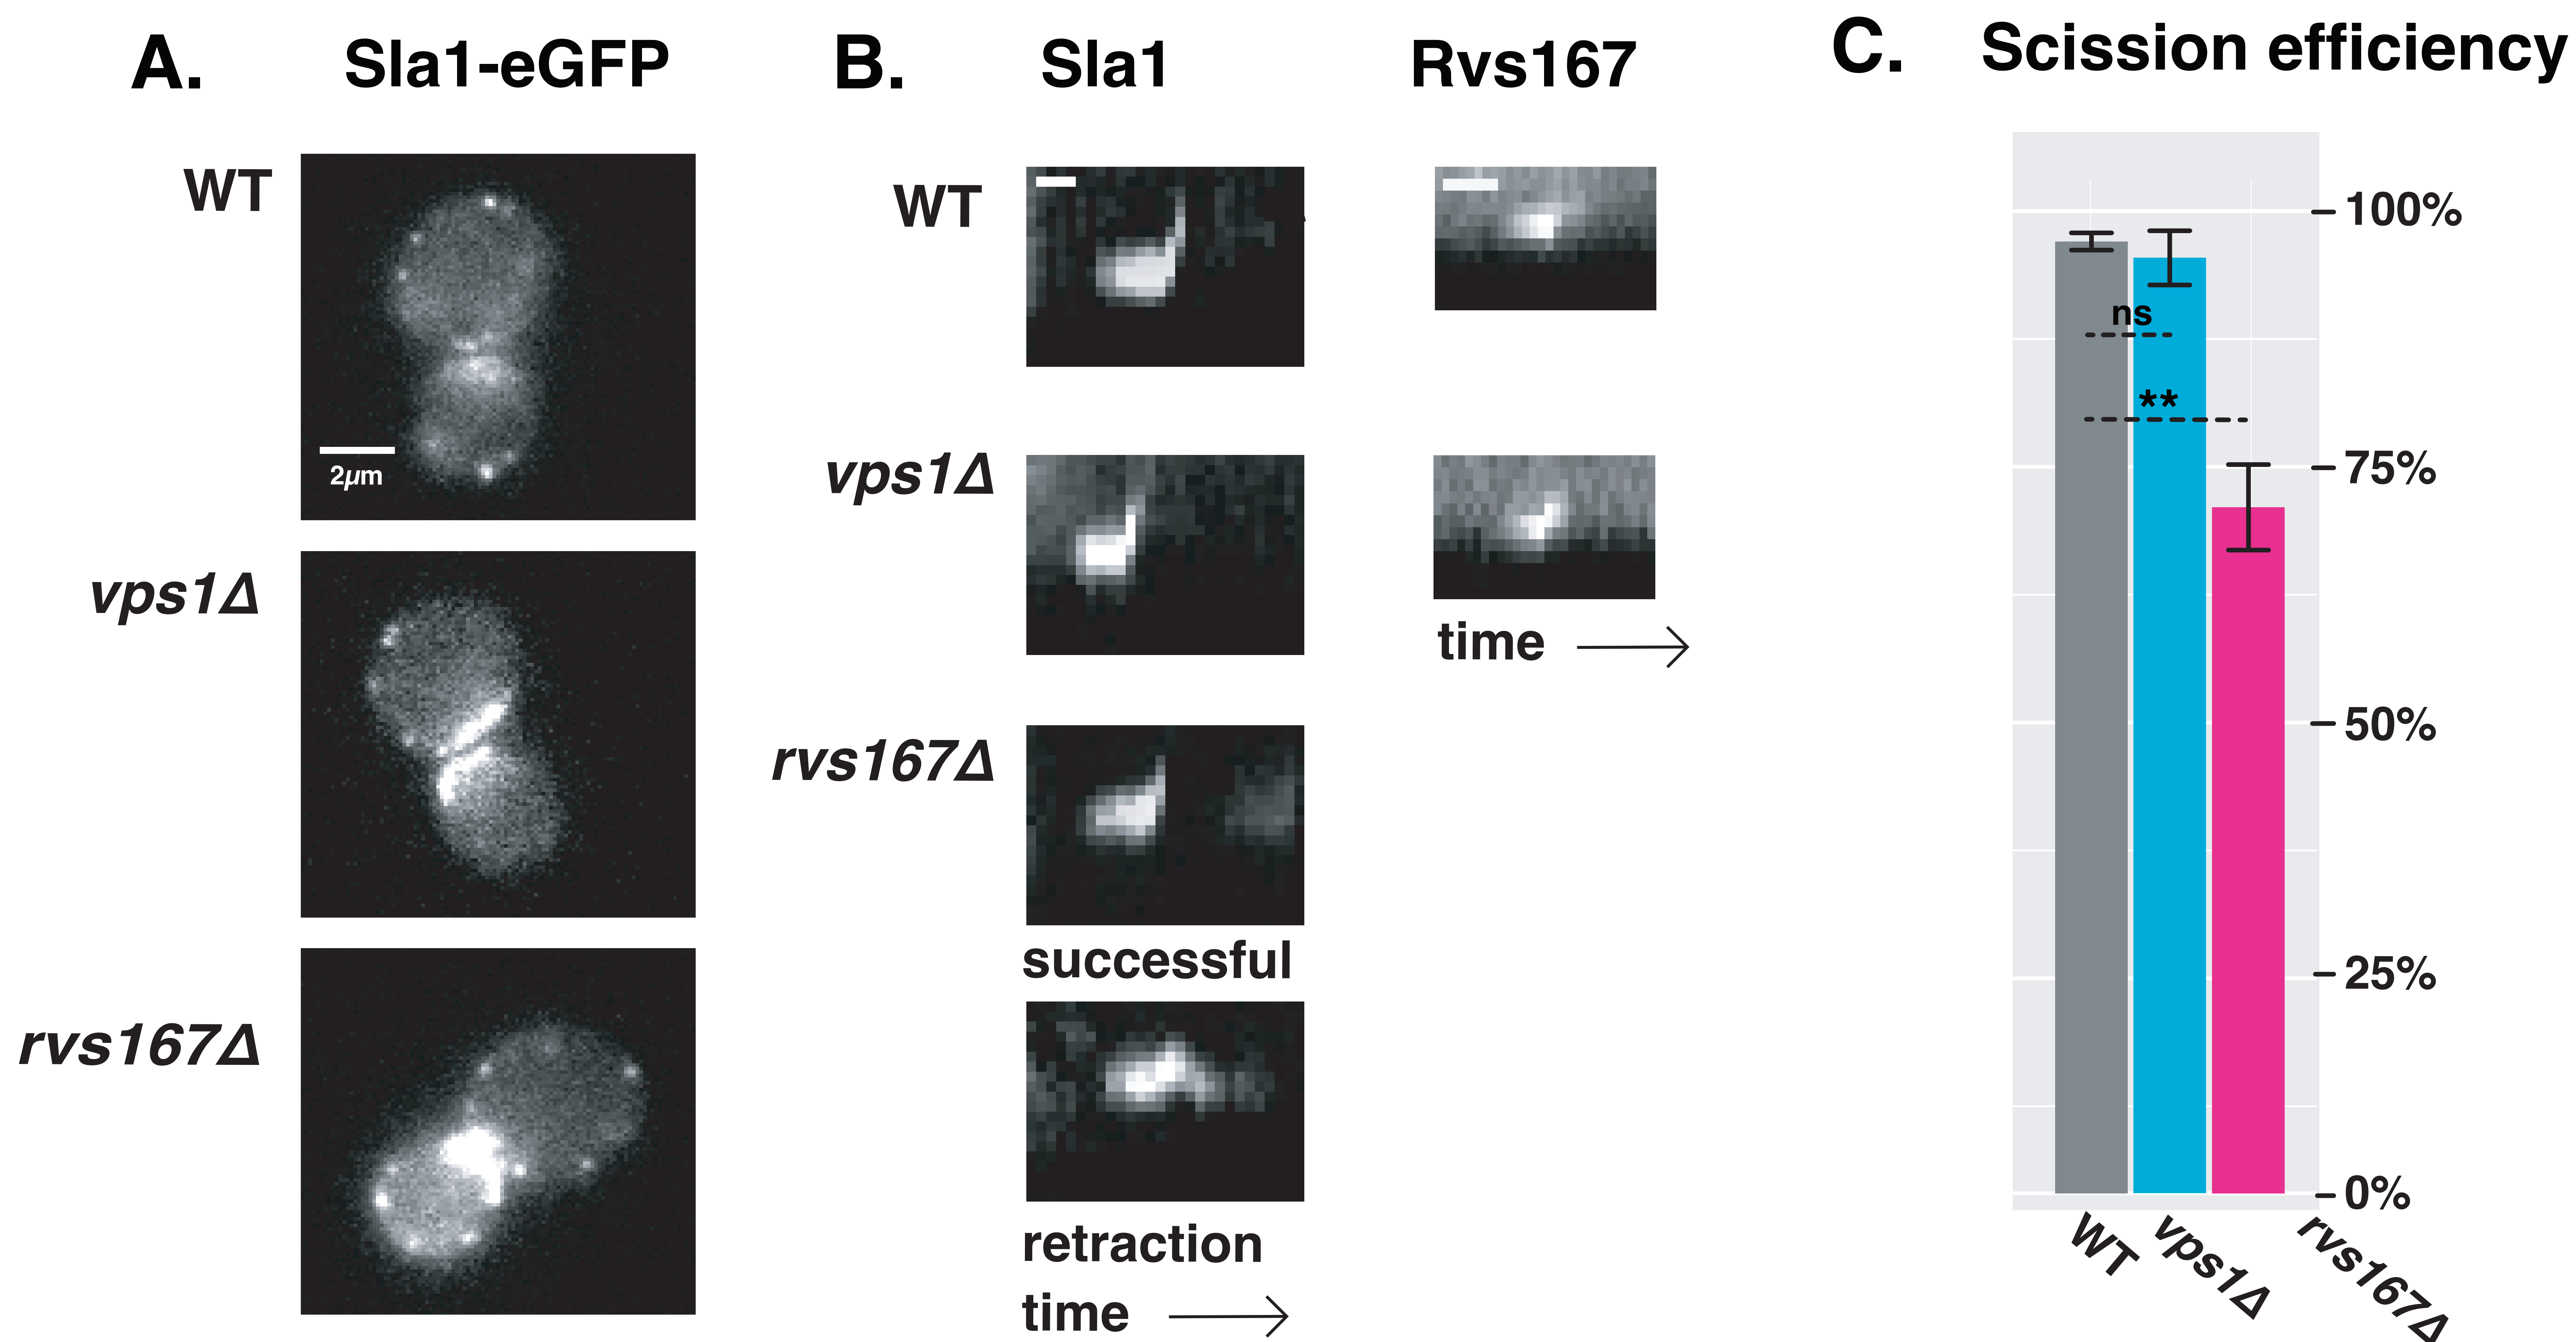 A. Sla1-eGFP
WT
2µm
vps1Δ
rvs167Δ
B. Sla1 Rvs167
WT
vps1Δ
time
rvs167Δ
successful
retraction
time
C. Scission efficiency
100%
ns
**
75%
50%
25%
0%
WT vps1Δ rvs167Δ